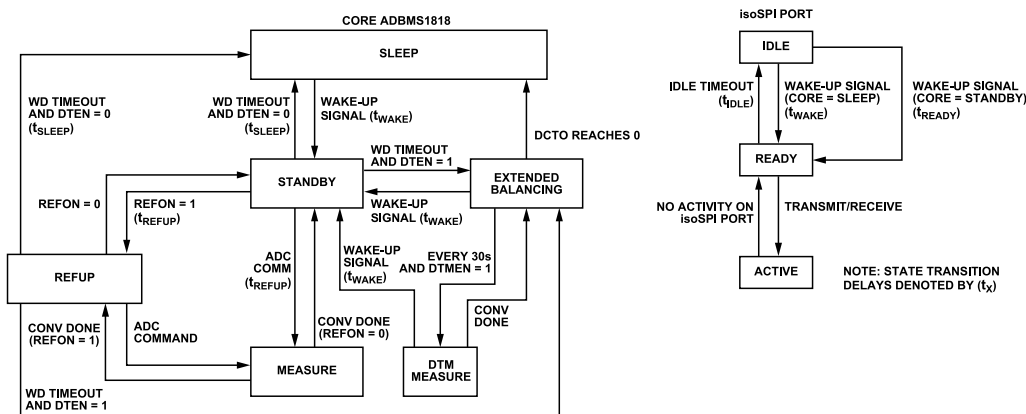 CORE ADBMS1818
SLEEP
WD TIMEOUT
AND DTEN = 0
(tSLEEP)
WD TIMEOUT
AND DTEN = 0
(tSLEEP)
WAKE-UP
SIGNAL (tWAKE)
DCTO REACHES 0
WD TIMEOUT
AND DTEN = 1
STANDBY
EXTENDED
BALANCING
WAKE-UP
SIGNAL (tWAKE)
REFON = 0
REFON = 1
(tREFUP)
ADC
COMM
(tREFUP)
WAKE-UP
SIGNAL
(tWAKE)
EVERY 30s
AND DTMEN = 1
REFUP
CONV DONE
(REFON = 1)
ADC
COMMAND
CONV DONE
(REFON = 0)
CONV
DONE
MEASURE
DTM
MEASURE
WD TIMEOUT
AND DTEN = 1
isoSPI PORT
IDLE
IDLE TIMEOUT
(tIDLE)
WAKE-UP SIGNAL
(CORE = SLEEP)
(tWAKE)
WAKE-UP SIGNAL
(CORE = STANDBY)
(tREADY)
READY
NO ACTIVITY ON
isoSPI PORT
TRANSMIT/RECEIVE
ACTIVE
NOTE: STATE TRANSITION
DELAYS DENOTED BY (tX)